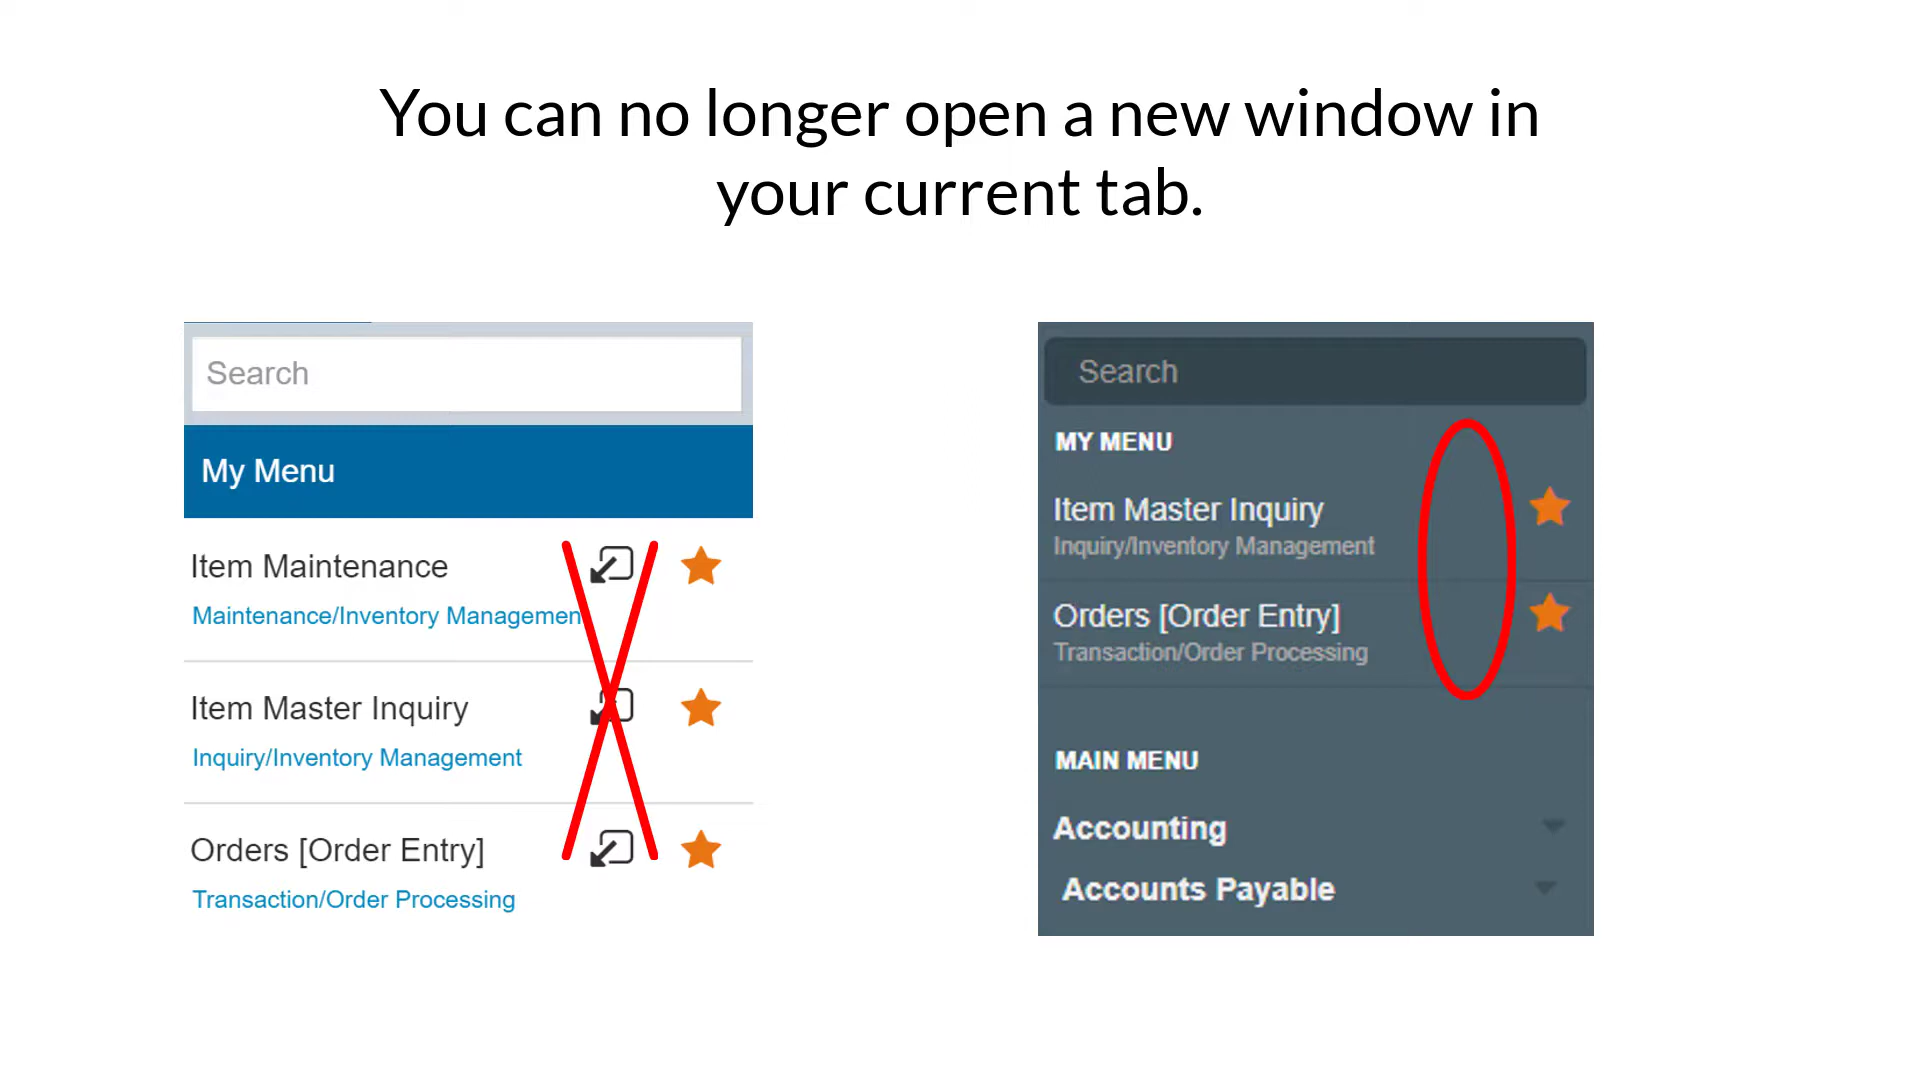 You can no longer open a new window in
your current tab.
Search
My Menu
Item Maintenance
Maintenance/Inventory Managemen
Item Master Inquiry
Inquiry/Inventory Management
Orders [Order Entry]
Transaction/Order Processing
Search
MY MENU
Item Master Inquiry
Inquiry/Inventory Management
Orders [Order Entry]
Transaction/Order Processing
MAIN MENU
Accounting
Accounts Payable